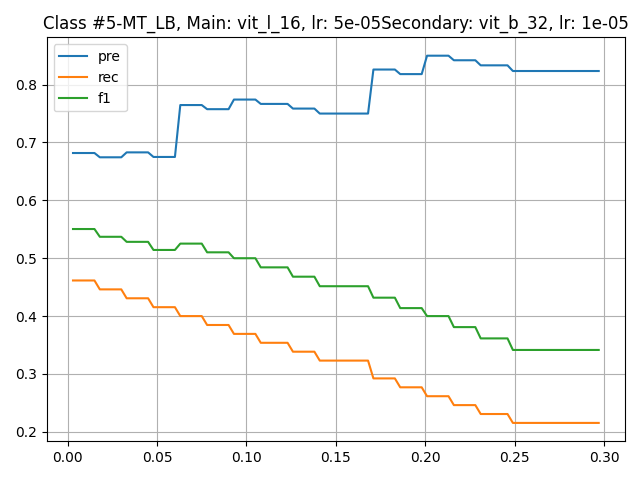 Class #5-MT_LB, Main: vit_l_16, lr: 5e-05Secondary: vit_b_32, lr: 1e-05
pre
rec
f1
0.8
0.7
0.6
0.5
0.4
0.3
0.2
0.00 0.05 0.10 0.15 0.20 0.25 0.30